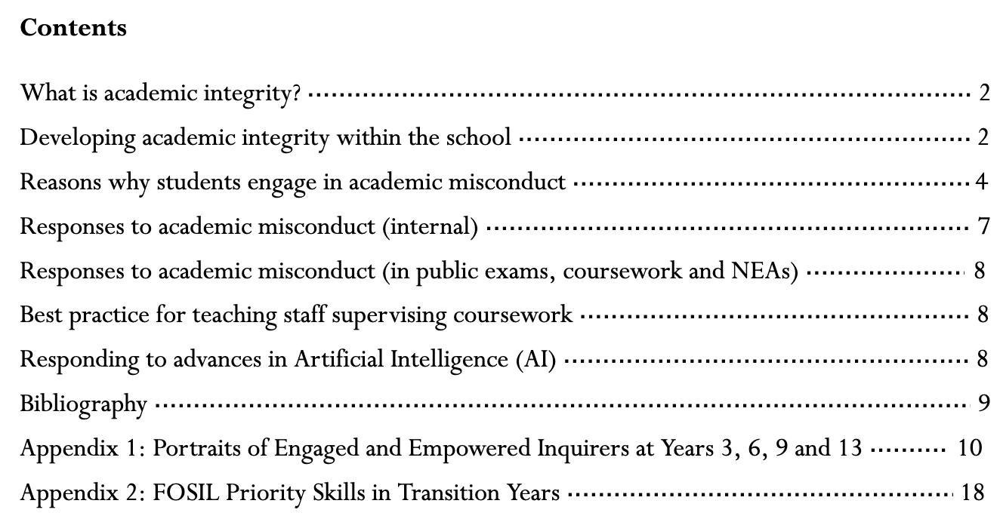 Contents
What is academic integrity? 2
Developing academic integrity within the school 2
Reasons why students engage in academic misconduct 4
Responses to academic misconduct (internal) 7
Responses to academic misconduct (in public exams, coursework and NEAs) 8
Best practice for teaching staff supervising coursework 8
Responding to advances in Artificial Intelligence (AI) 8
Bibliography 9
Appendix 1: Portraits of Engaged and Empowered Inquirers at Years 3, 6, 9 and 13 10
Appendix 2: FOSIL Priority Skills in Transition Years 18